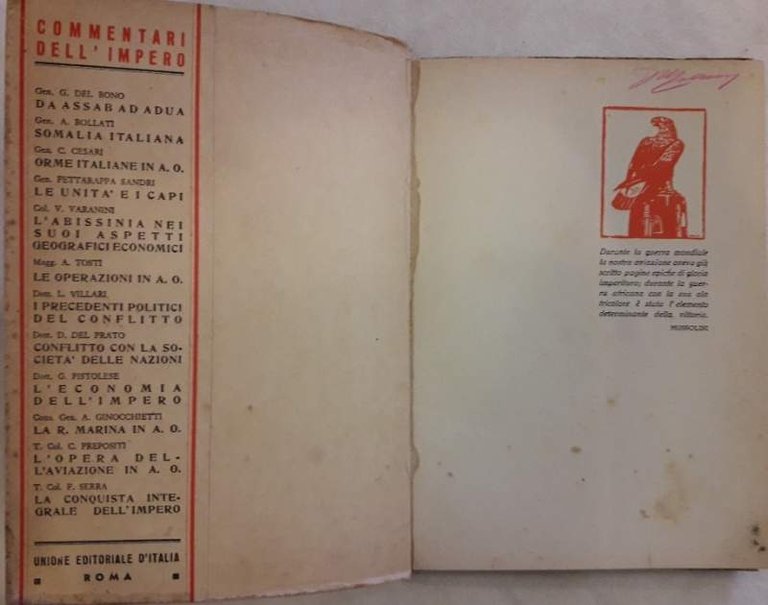 COMMENTARI
DELL'IMPERO
Gen. G. DEL BONO
DA ASSAB AD ADUA
Gen. A. BOLLATI
SOMALIA ITALIANA
Gen. C. CESARI
ORME ITALIANE IN A. O.
Gen. PETTARAPPA SANDRI
LE UNITA' E I CAPI
Col. V. VARANINI
L'ABISSINIA NEI
SUOI ASPETTI
GEOGRAFICI ECONOMICI
Magg. A. TOSTI
LE OPERAZIONI IN A. O.
Dott. L. VILLARI
I PRECEDENTI POLITICI
DEL CONFLITTO
Dott. D. DEL PRATO
CONFLITTO CON LA SO-
CIETA' DELLE NAZIONI
Dott. G. PISTOLESE
L'ECONOMIA
DELL'IMPERO
Cons. Gen. A. GINOCCHIETTI
LA R. MARINA IN A. O.
T. Col. C. PREPOSITI
L'OPERA DEL-
L'AVIAZIONE IN A. O.
T. Col. F. SERRA
LA CONQUISTA INTE-
GRALE DELL'IMPERO
UNIONE EDITORIALE D'ITALIA
ROMA
Durante la guerra mondiale
la nostra aviazione aveva già
scritto pagine epiche di gloria
imperitura; durante la guer-
ra africana con la sua ala
tricolore è stata l'elemento
determinante della vittoria.
MUSSOLINI